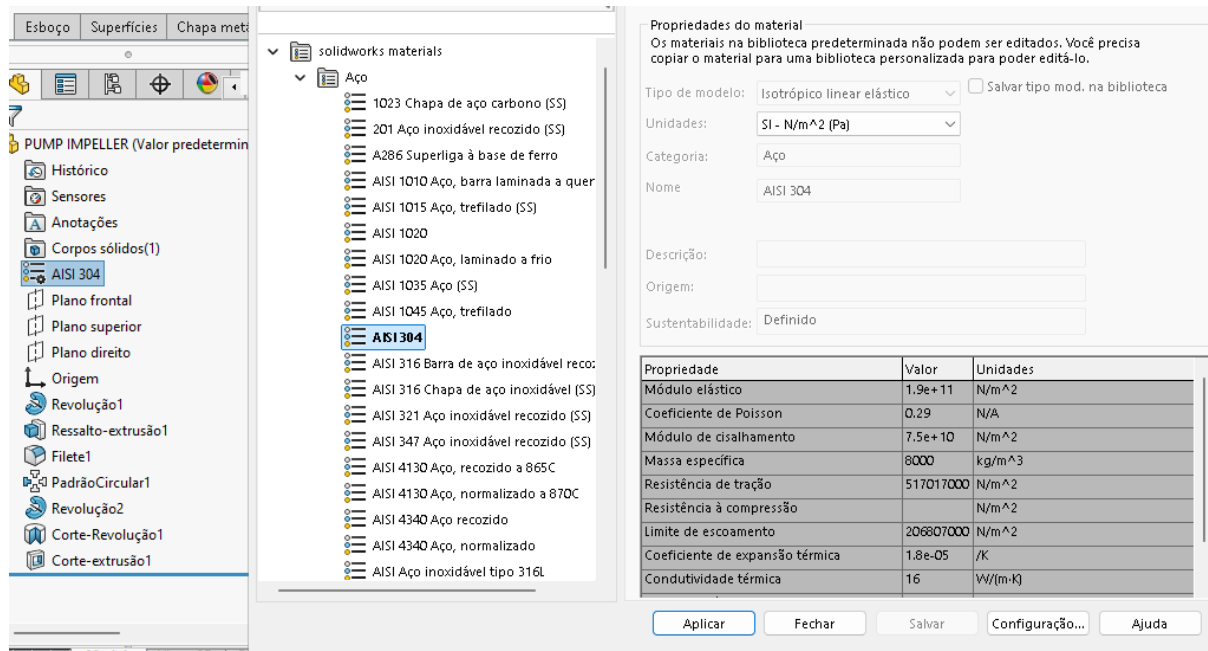 Esboço Superfícies Chapa metá
PUMP IMPELLER (Valor predetermin
Histórico
Sensores
Anotações
Corpos sólidos(1)
AISI 304
Plano frontal
Plano superior
Plano direito
Origem
Revolução1
Ressalto-extrusão1
Filete1
PadrãoCircular1
Revolução2
Corte-Revolução1
Corte-extrusão1
solidworks materials
Aço
1023 Chapa de aço carbono (SS)
201 Aço inoxidável recozido (SS)
A286 Superliga à base de ferro
AISI 1010 Aço, barra laminada a quer
AISI 1015 Aço, trefilado (SS)
AISI 1020
AISI 1020 Aço, laminado a frio
AISI 1035 Aço (SS)
AISI 1045 Aço, trefilado
AISI 304
AISI 316 Barra de aço inoxidável reco
AISI 316 Chapa de aço inoxidável (SS)
AISI 321 Aço inoxidável recozido (SS)
AISI 347 Aço inoxidável recozido (SS)
AISI 4130 Aço, recozido a 865C
AISI 4130 Aço, normalizado a 870C
AISI 4340 Aço recozido
AISI 4340 Aço, normalizado
AISI Aço inoxidável tipo 316L
Propriedades do material
Os materiais na biblioteca predeterminada não podem ser editados. Você precisa
copiar o material para uma biblioteca personalizada para poder editá-lo.
Tipo de modelo: Isotrópico linear elástico Salvar tipo mod. na biblioteca
Unidades: SI - N/m^2 (Pa)
Categoria: Aço
Nome AISI 304
Descrição:
Origem:
Sustentabilidade: Definido
Propriedade Valor Unidades
Módulo elástico 1.9e+11 N/m^2
Coeficiente de Poisson 0.29 N/A
Módulo de cisalhamento 7.5e+10 N/m^2
Massa específica 8000 kg/m^3
Resistência de tração 517017000 N/m^2
Resistência à compressão N/m^2
Limite de escoamento 206807000 N/m^2
Coeficiente de expansão térmica 1.8e-05 /K
Condutividade térmica 16 W/(m·K)
Aplicar Fechar Salvar Configuração... Ajuda